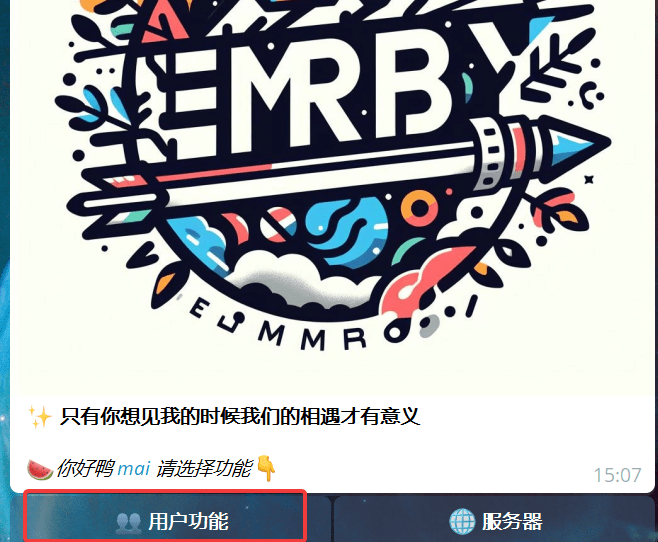 EMRBY
✨ 只有你想见我的时候我们的相遇才有意义
🍉你好鸭 mai 请选择功能👇
15:07
👥 用户功能
🌐 服务器